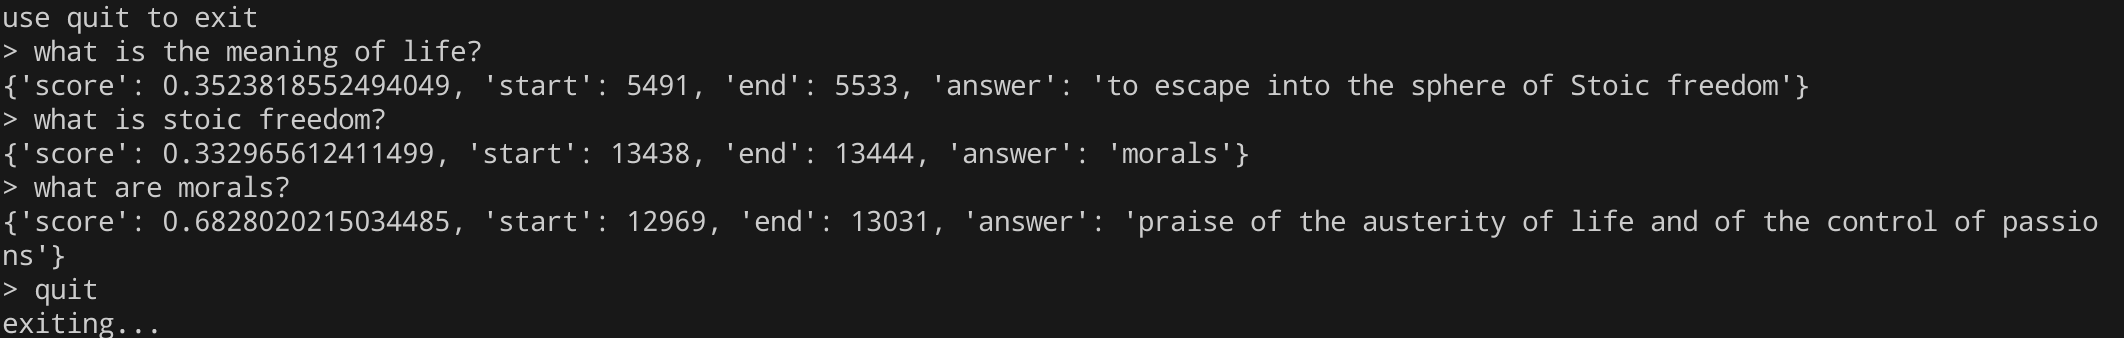 use quit to exit
> what is the meaning of life?
{'score': 0.3523818552494049, 'start': 5491, 'end': 5533, 'answer': 'to escape into the sphere of Stoic freedom'}
> what is stoic freedom?
{'score': 0.332965612411499, 'start': 13438, 'end': 13444, 'answer': 'morals'}
> what are morals?
{'score': 0.6828020215034485, 'start': 12969, 'end': 13031, 'answer': 'praise of the austerity of life and of the control of passio
ns'}
> quit
exiting...